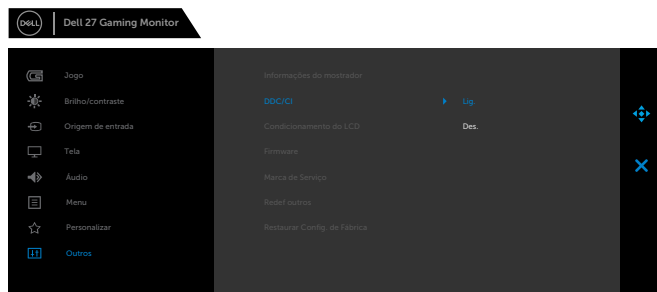 DELL
Dell 27 Gaming Monitor
Jogo
Informações do mostrador
Brilho/contraste
DDC/CI
Lig.
Origem de entrada
Condicionamento do LCD
Des.
Tela
Firmware
Áudio
Marca de Serviço
Menu
Redef outros
Personalizar
Restaurar Config. de Fábrica
Outros